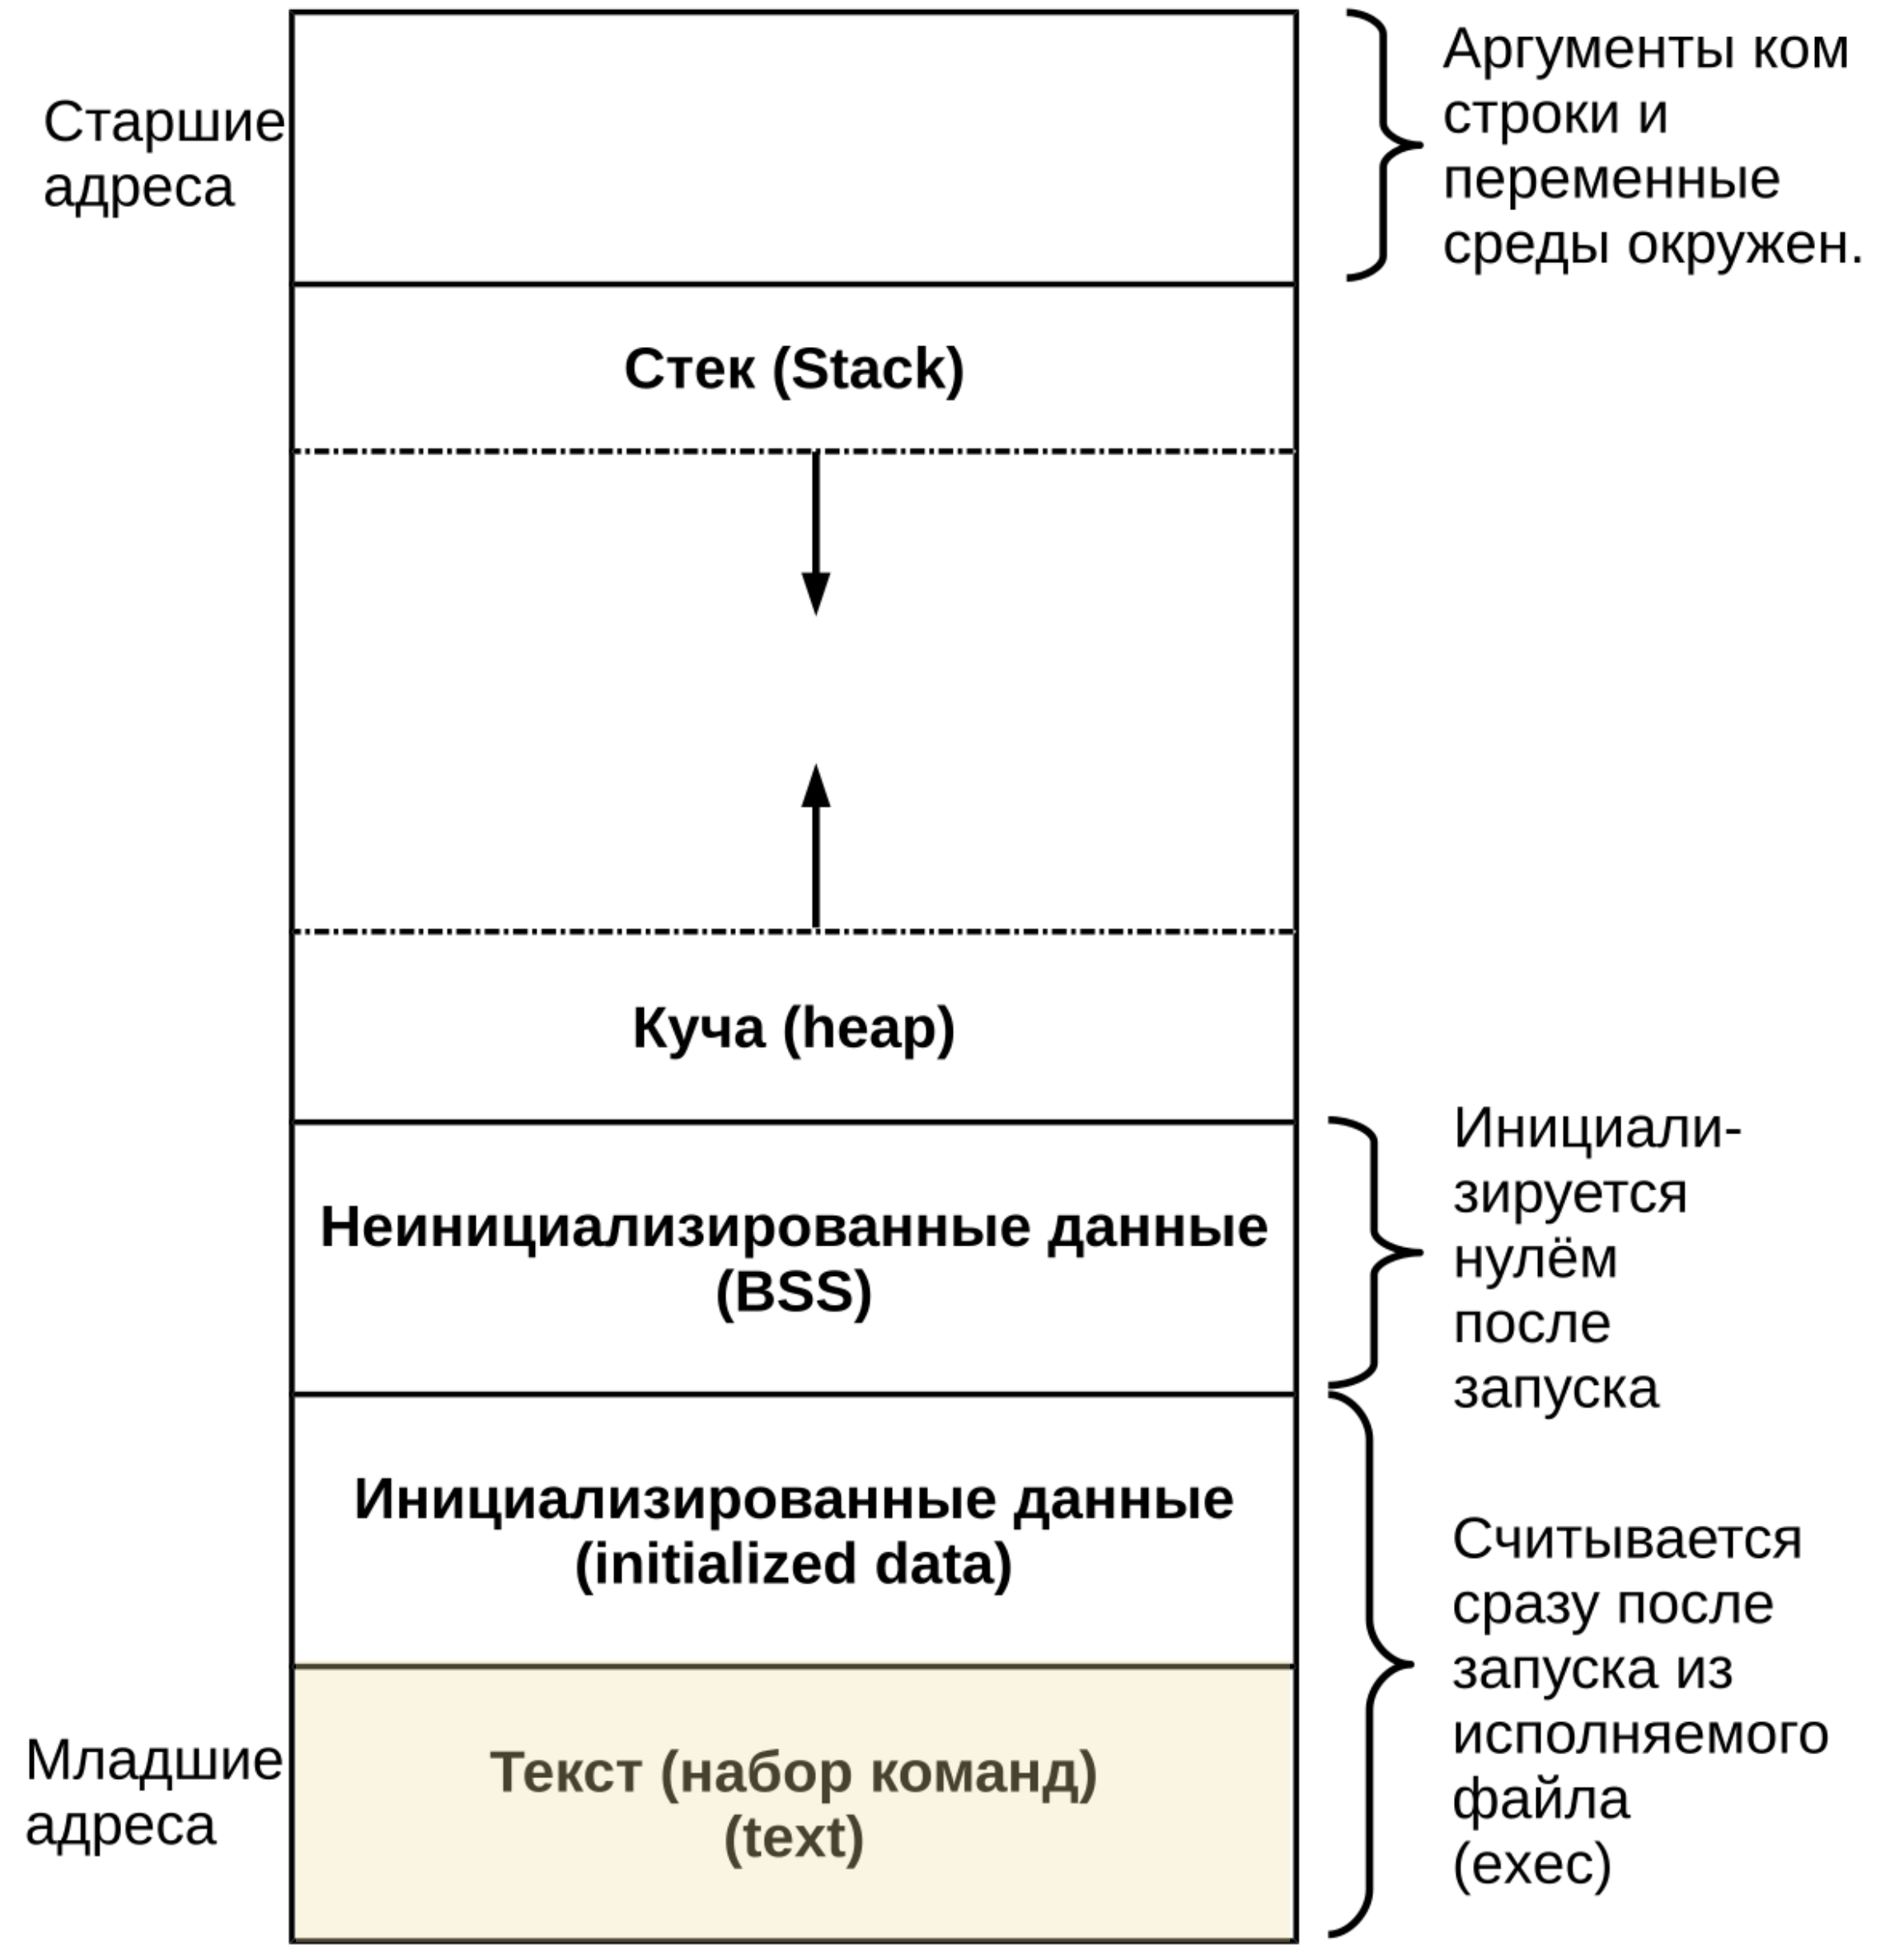 Аргументы ком
строки и
переменные
среды окружен.
Старшие
адреса
Стек (Stack)
Куча (heap)
Инициали-
зируется
нулём
после
запуска
Неинициализированные данные
(BSS)
Инициализированные данные
(initialized data)
Считывается
сразу после
запуска из
исполняемого
файла
(exec)
Младшие
адреса
Текст (набор команд)
(text)